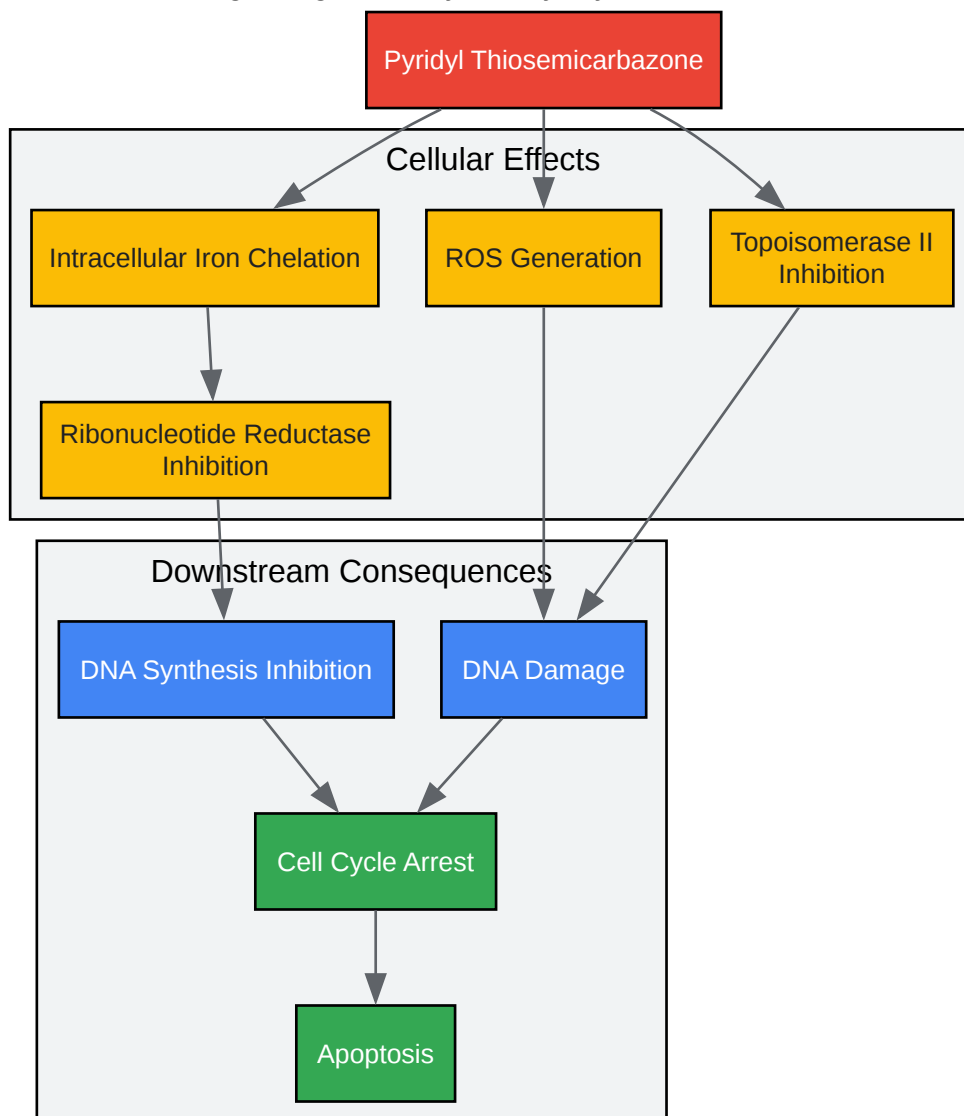 Pyridyl Thiosemicarbazone
Cellular Effects
Intracellular Iron Chelation
ROS Generation
Topoisomerase II
Inhibition
Ribonucleotide Reductase
Inhibition
Downstream Consequences
DNA Synthesis Inhibition
DNA Damage
Cell Cycle Arrest
Apoptosis